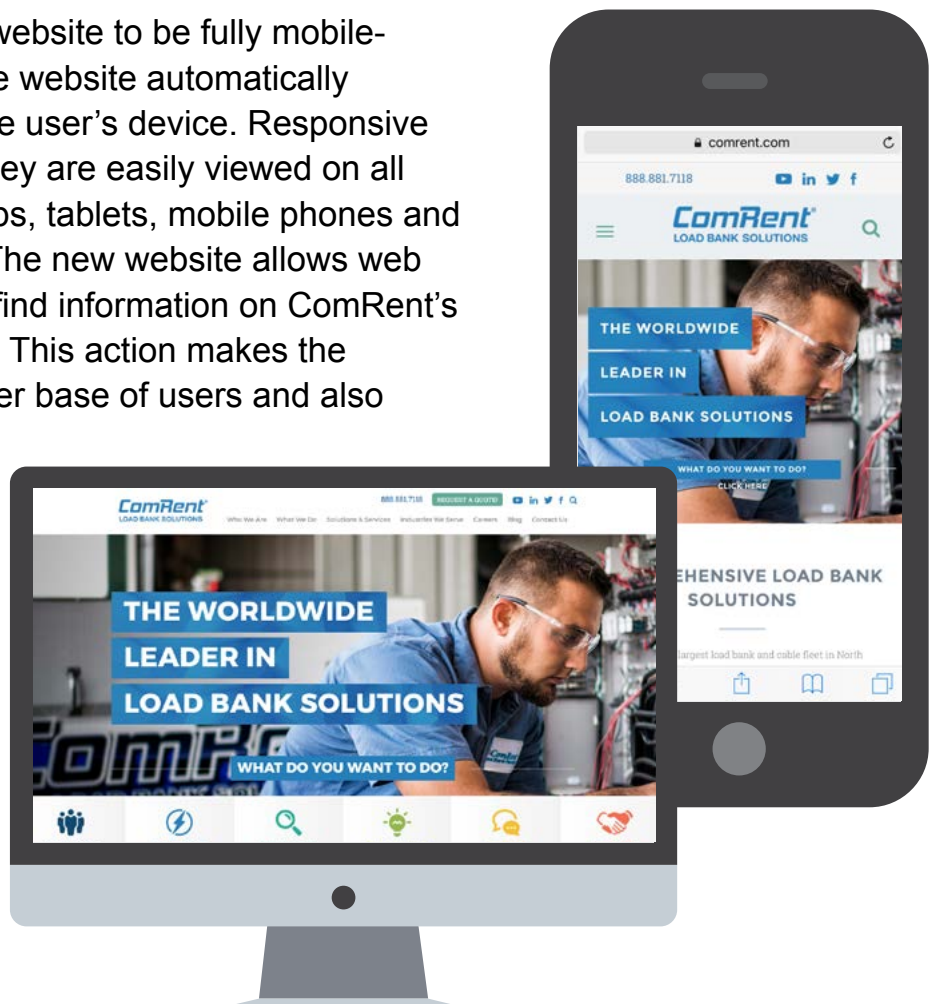 website to be fully mobile-
e website automatically
e user's device. Responsive
ey are easily viewed on all
os, tablets, mobile phones and
The new website allows web
find information on ComRent's
This action makes the
er base of users and also
comrent.com
888.881.7118
in f
ComRent
LOAD BANK SOLUTIONS
THE WORLDWIDE
LEADER IN
LOAD BANK SOLUTIONS
WHAT DO YOU WANT TO DO?
CLICK HERE
EHENSIVE LOAD BANK
SOLUTIONS
largest load bank and cable fleet in North
ComRent
LOAD BANK SOLUTIONS
888.881.7118 REQUEST A QUOTE in f
Who We Are What We Do Solutions & Services Industries We Serve Careers Blog Contact Us
THE WORLDWIDE
LEADER IN
LOAD BANK SOLUTIONS
WHAT DO YOU WANT TO DO?